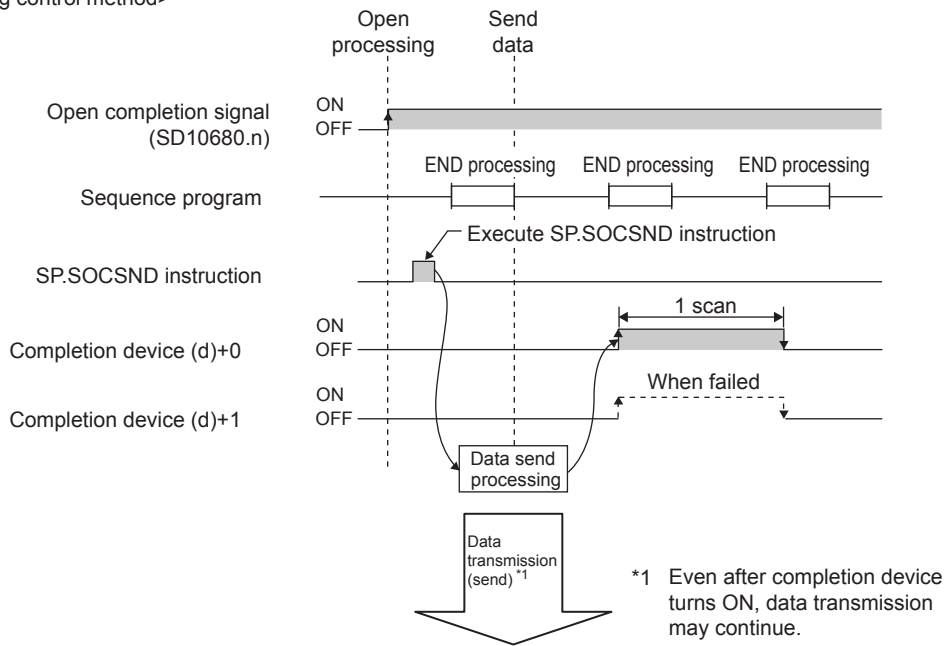 g control method>
Open
processing
Send
data
Open completion signal
(SD10680.n)
ON
OFF
END processing
END processing
END processing
Sequence program
Execute SP.SOCSND instruction
SP.SOCSND instruction
1 scan
ON
OFF
Completion device (d)+0
When failed
ON
OFF
Completion device (d)+1
Data send
processing
Data
transmission
(send) *1
*1 Even after completion device
turns ON, data transmission
may continue.